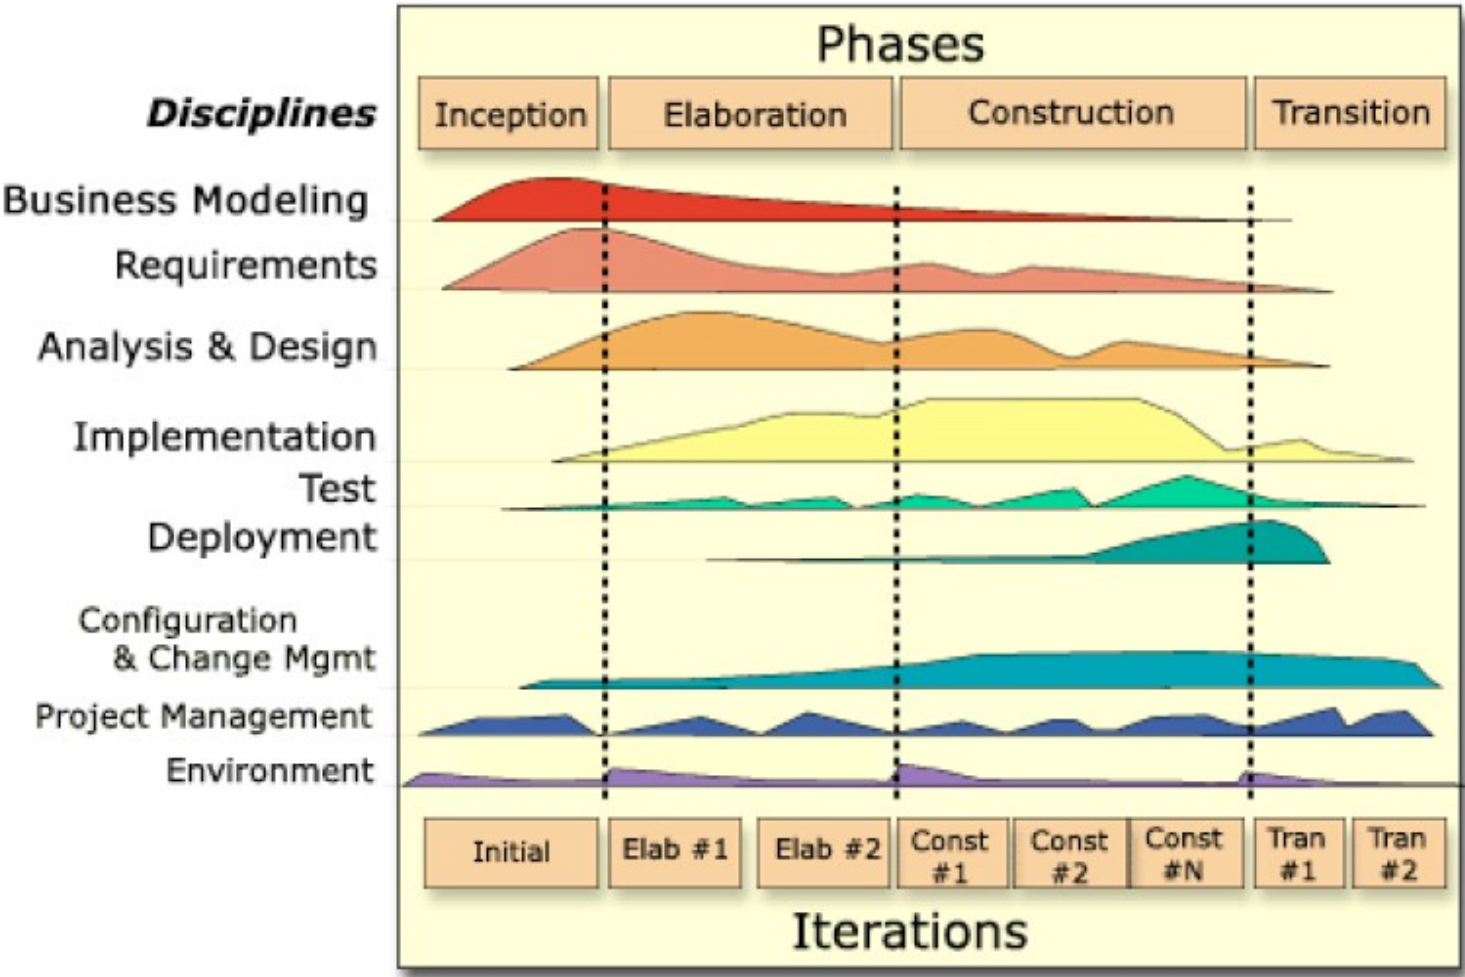 Phases
Disciplines
Inception
Elaboration
Construction
Transition
Business Modeling
Requirements
Analysis & Design
Implementation
Test
Deployment
Configuration
& Change Mgmt
Project Management
Environment
Initial
Elab #1
Elab #2
Const
#1
Const
#2
Const
#N
Tran
#1
Tran
#2
Iterations